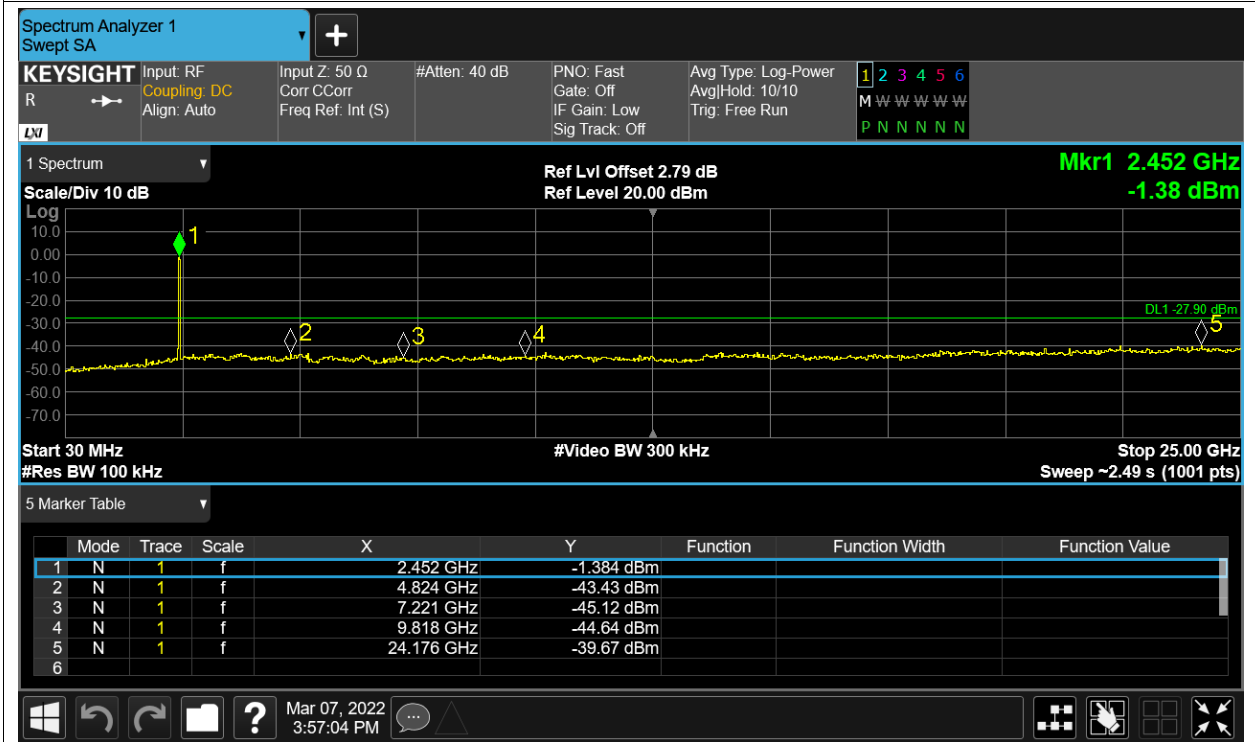 Spectrum Analyzer 1
Swept SA
+
KEYSIGHT
R
LXI
Input: RF
Coupling: DC
Align: Auto
Input Z: 50 Ω
Corr CCorr
Freq Ref: Int (S)
#Atten: 40 dB
PNO: Fast
Gate: Off
IF Gain: Low
Sig Track: Off
Avg Type: Log-Power
Avg|Hold: 10/10
Trig: Free Run
1 2 3 4 5 6
M W W W W W
P N N N N N
1 Spectrum
Scale/Div 10 dB
Ref Lvl Offset 2.79 dB
Ref Level 20.00 dBm
Mkr1 2.452 GHz
-1.38 dBm
Log
10.0
0.00
-10.0
-20.0
-30.0
-40.0
-50.0
-60.0
-70.0
1
2
3
4
5
DL1 -27.90 dBm
Start 30 MHz
#Video BW 300 kHz
Stop 25.00 GHz
#Res BW 100 kHz
Sweep ~2.49 s (1001 pts)
5 Marker Table
Mode Trace Scale X Y Function Function Width Function Value
1 N 1 f 2.452 GHz -1.384 dBm
2 N 1 f 4.824 GHz -43.43 dBm
3 N 1 f 7.221 GHz -45.12 dBm
4 N 1 f 9.818 GHz -44.64 dBm
5 N 1 f 24.176 GHz -39.67 dBm
6
?
Mar 07, 2022
3:57:04 PM